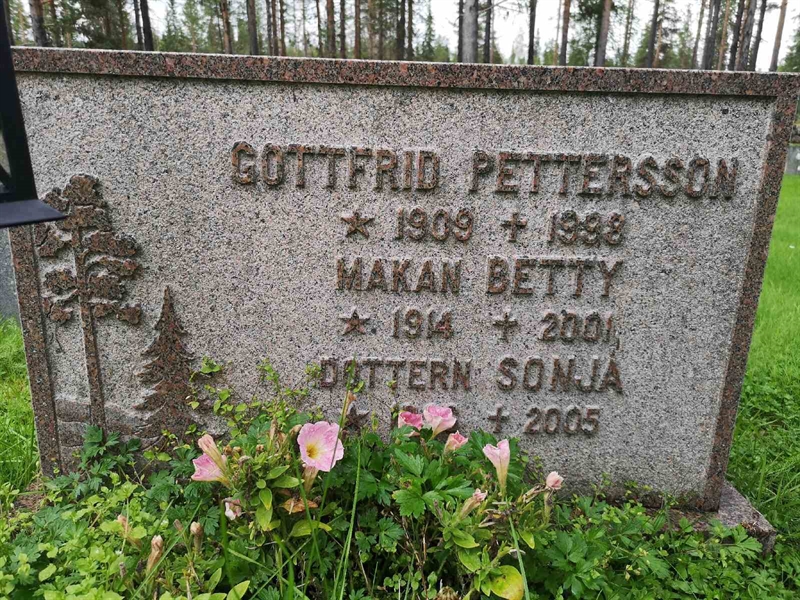 GOTTFRID PETTERSSON
★ 1909 + 1998
MAKAN BETTY
★ 1914 + 2001
DOTTERN SONJA
★ + 2005